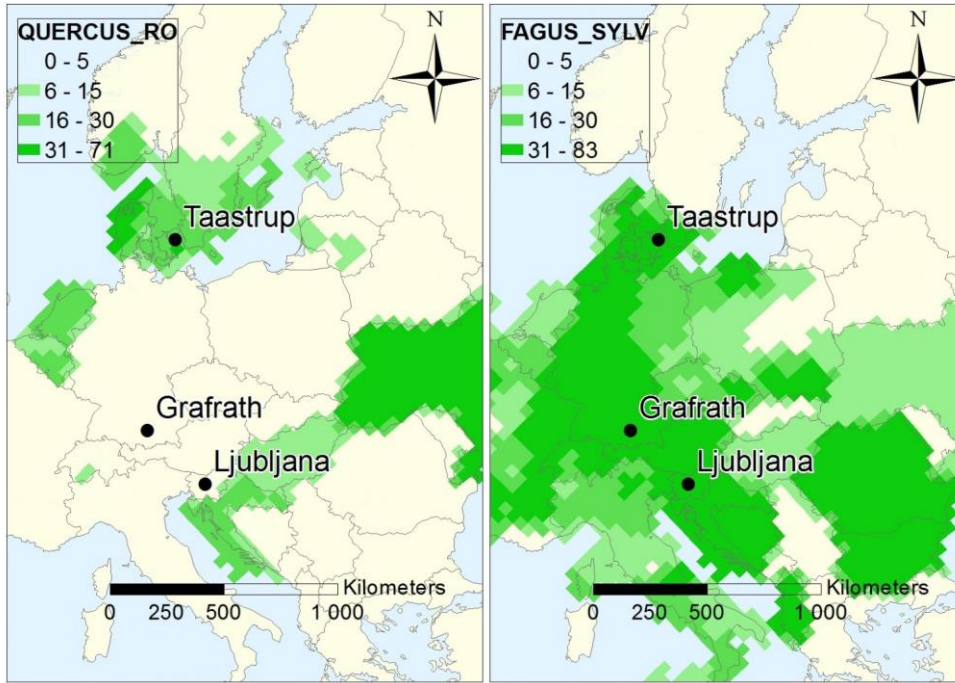 QUERCUS_RO
0 - 5
6 - 15
16 - 30
31 - 71
N
Taastrup
Grafrath
Ljubljana
Kilometers
0 250 500 1 000
FAGUS_SYLV
0 - 5
6 - 15
16 - 30
31 - 83
N
Taastrup
Grafrath
Ljubljana
Kilometers
0 250 500 1 000